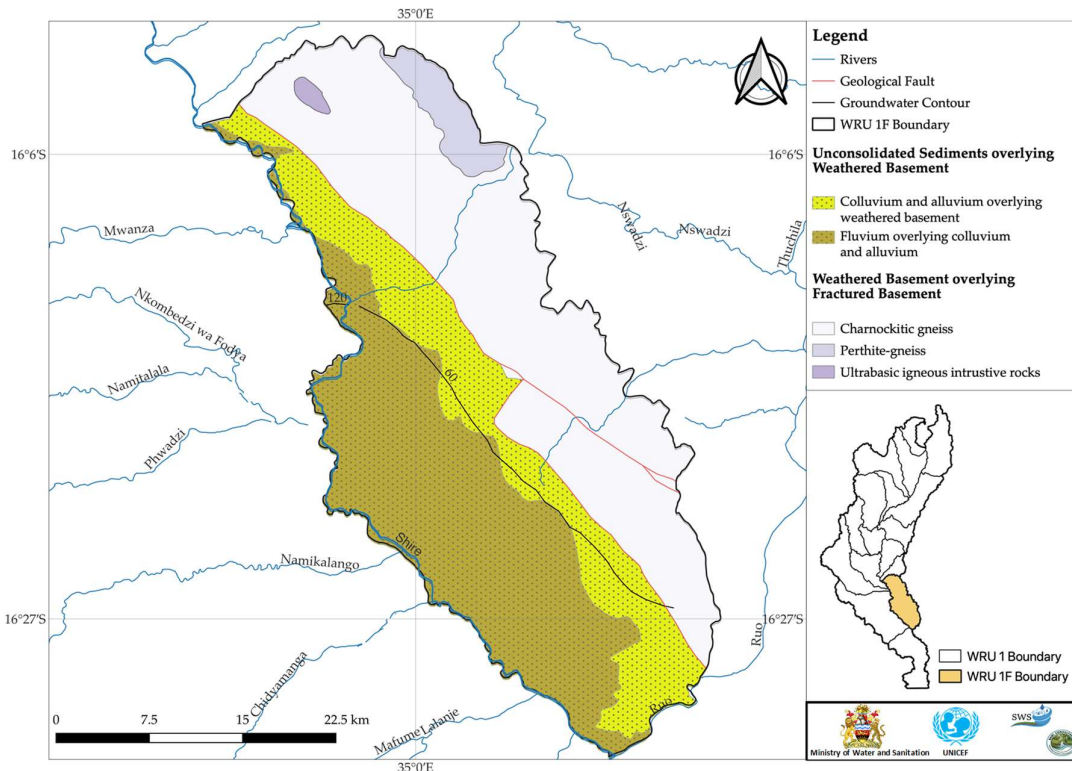 35°0'E
16°6'S
16°6'S
Mwanza
Nswadzi
Nswadzi
Thuchila
Nkombedzi wa Fodya
120
Namitalala
60
Phwadzi
Shire
Namikalango
16°27'S
16°27'S
Ruo
Chidyamanga
Ruo
Mafume Lalanje
0 7.5 15 22.5 km
35°0'E
Legend
Rivers
Geological Fault
Groundwater Contour
WRU 1F Boundary
Unconsolidated Sediments overlying
Weathered Basement
Colluvium and alluvium overlying
weathered basement
Fluvium overlying colluvium
and alluvium
Weathered Basement overlying
Fractured Basement
Charnockitic gneiss
Perthite-gneiss
Ultrabasic igneous intrustive rocks
WRU 1 Boundary
WRU 1F Boundary
Ministry of Water and Sanitation
UNICEF
SWS